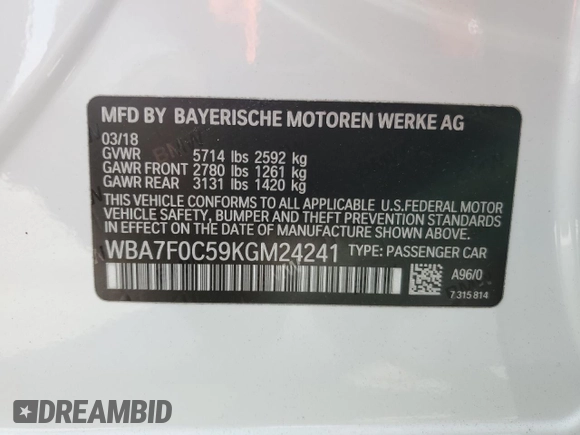 MFD BY BAYERISCHE MOTOREN WERKE AG
03/18
GVWR 5714 lbs 2592 kg
GAWR FRONT 2780 lbs 1261 kg
GAWR REAR 3131 lbs 1420 kg
THIS VEHICLE CONFORMS TO ALL APPLICABLE U.S.FEDERAL MOTOR
VEHICLE SAFETY, BUMPER AND THEFT PREVENTION STANDARDS
IN EFFECT ON THE DATE OF MANUFACTURE SHOWN ABOVE.
WBA7F0C59KGM24241 TYPE: PASSENGER CAR
A96/0
7 315 814
DREAMBID